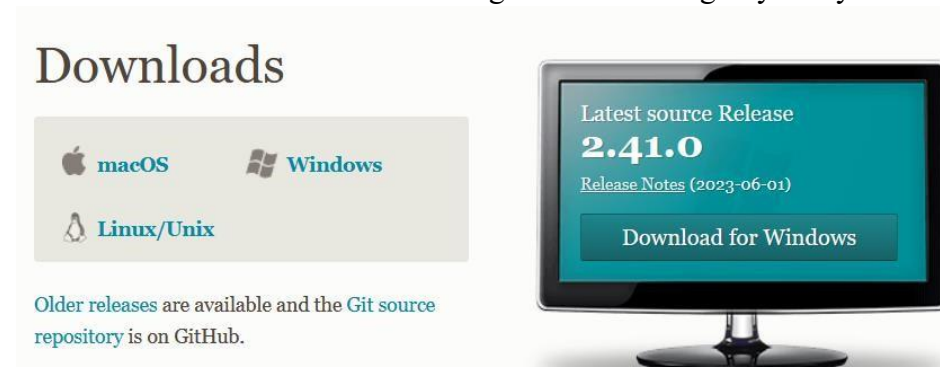 Downloads
macOS
Windows
Linux/Unix
Older releases are available and the Git source
repository is on GitHub.
Latest source Release
2.41.0
Release Notes (2023-06-01)
Download for Windows